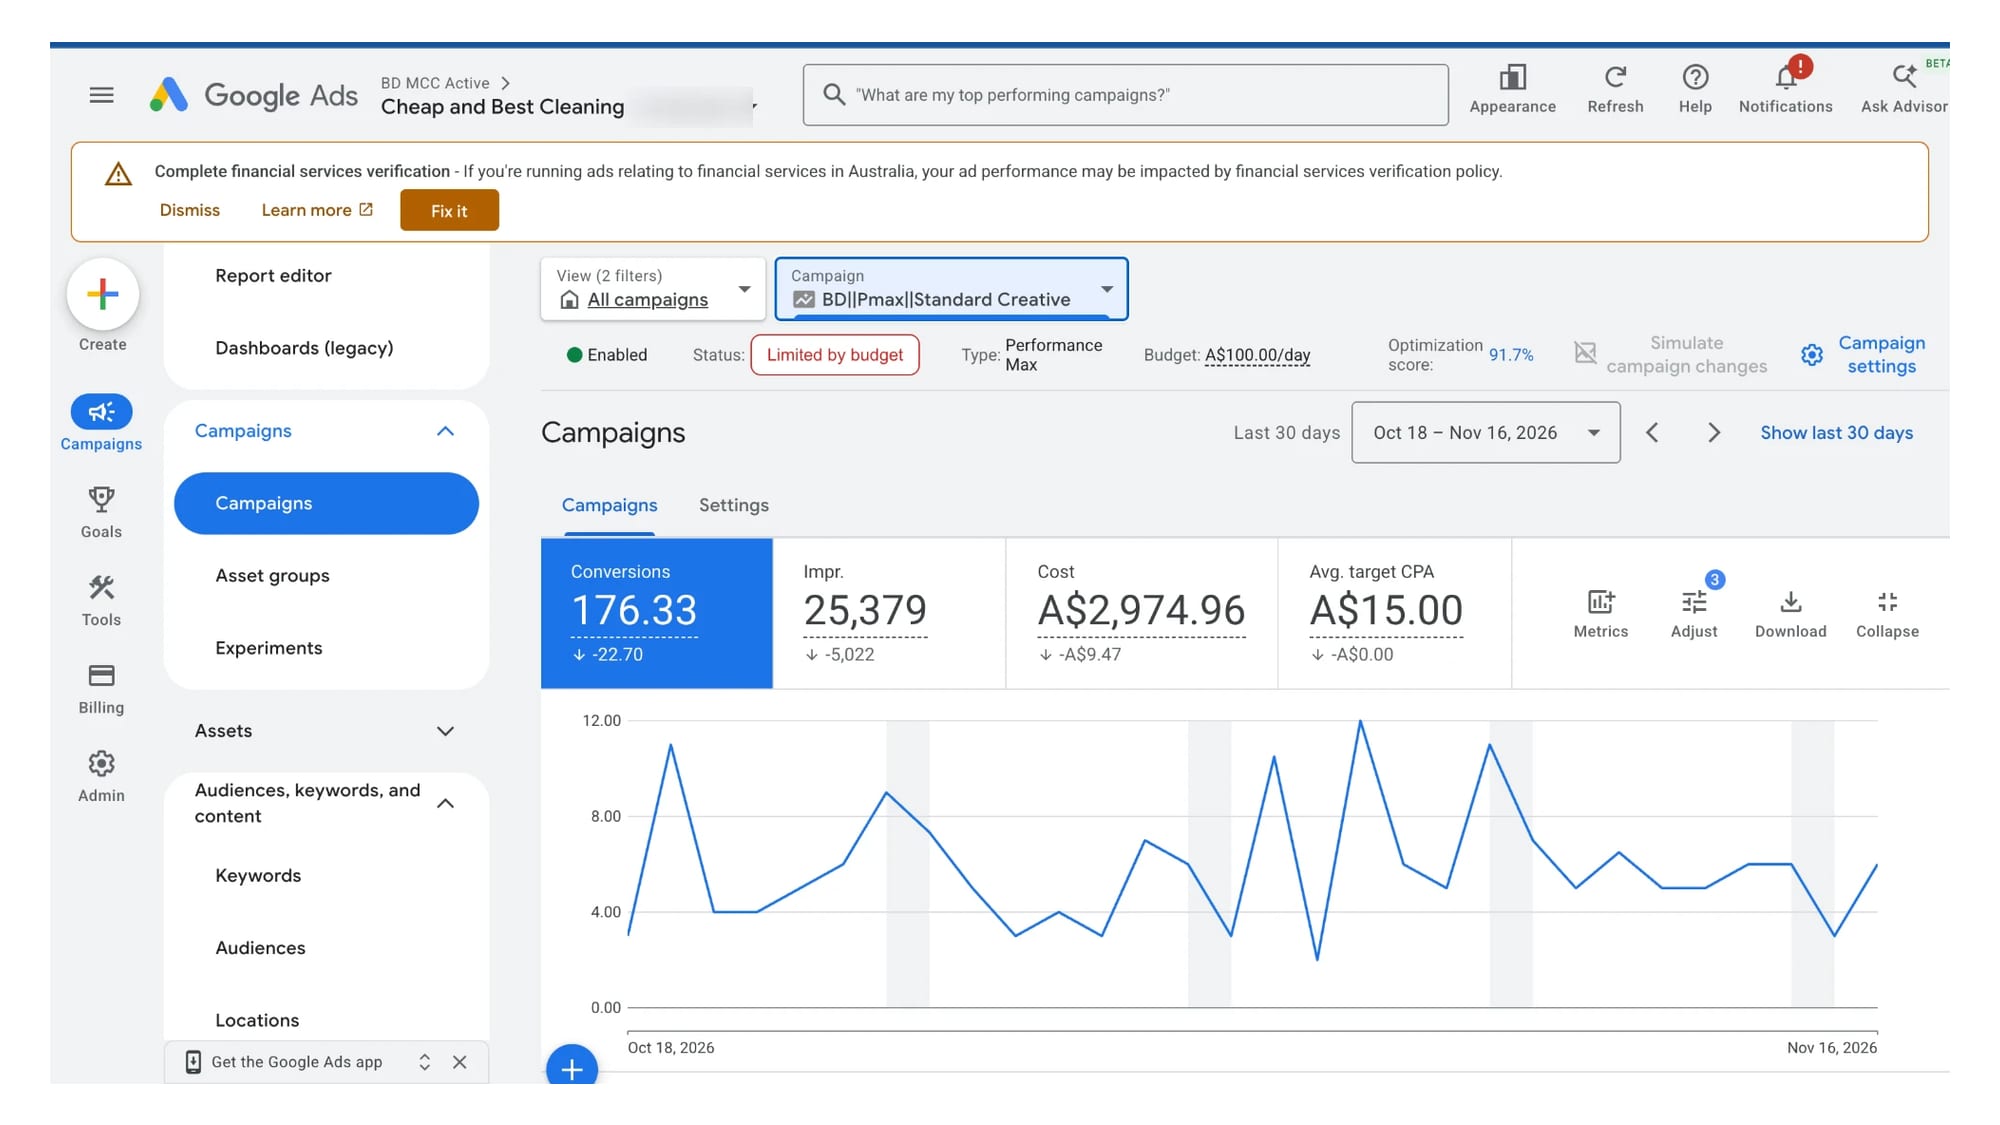 Google Ads
BD MCC Active
Cheap and Best Cleaning
"What are my top performing campaigns?"
Appearance
Refresh
Help
!
Notifications
BETA
Ask Advisor
Complete financial services verification - If you're running ads relating to financial services in Australia, your ad performance may be impacted by financial services verification policy.
Dismiss
Learn more
Fix it
Create
Campaigns
Goals
Tools
Billing
Admin
Report editor
Dashboards (legacy)
Campaigns
Campaigns
Asset groups
Experiments
Assets
Audiences, keywords, and
content
Keywords
Audiences
Locations
Get the Google Ads app
View (2 filters)
All campaigns
Campaign
BD||Pmax||Standard Creative
Enabled
Status: Limited by budget
Type: Performance
Max
Budget: A$100.00/day
Optimization
score: 91.7%
Simulate
campaign changes
Campaign
settings
Campaigns
Last 30 days
Oct 18 – Nov 16, 2026
Show last 30 days
Campaigns
Settings
Conversions
176.33
-22.70
Impr.
25,379
-5,022
Cost
A$2,974.96
-A$9.47
Avg. target CPA
A$15.00
-A$0.00
Metrics
3
Adjust
Download
Collapse
12.00
8.00
4.00
0.00
Oct 18, 2026
Nov 16, 2026